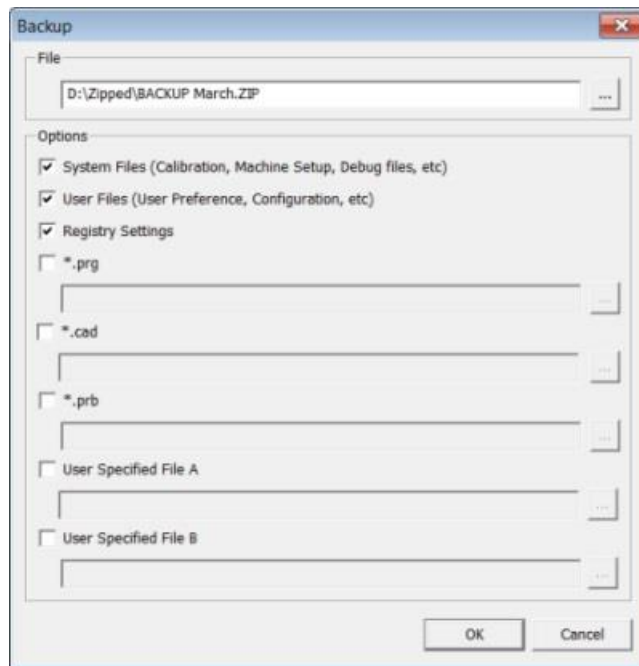 Backup
File
D:\Zipped\BACKUP March.ZIP
...
Options
System Files (Calibration, Machine Setup, Debug files, etc)
User Files (User Preference, Configuration, etc)
Registry Settings
*.prg
...
*.cad
...
*.prb
...
User Specified File A
...
User Specified File B
...
OK Cancel